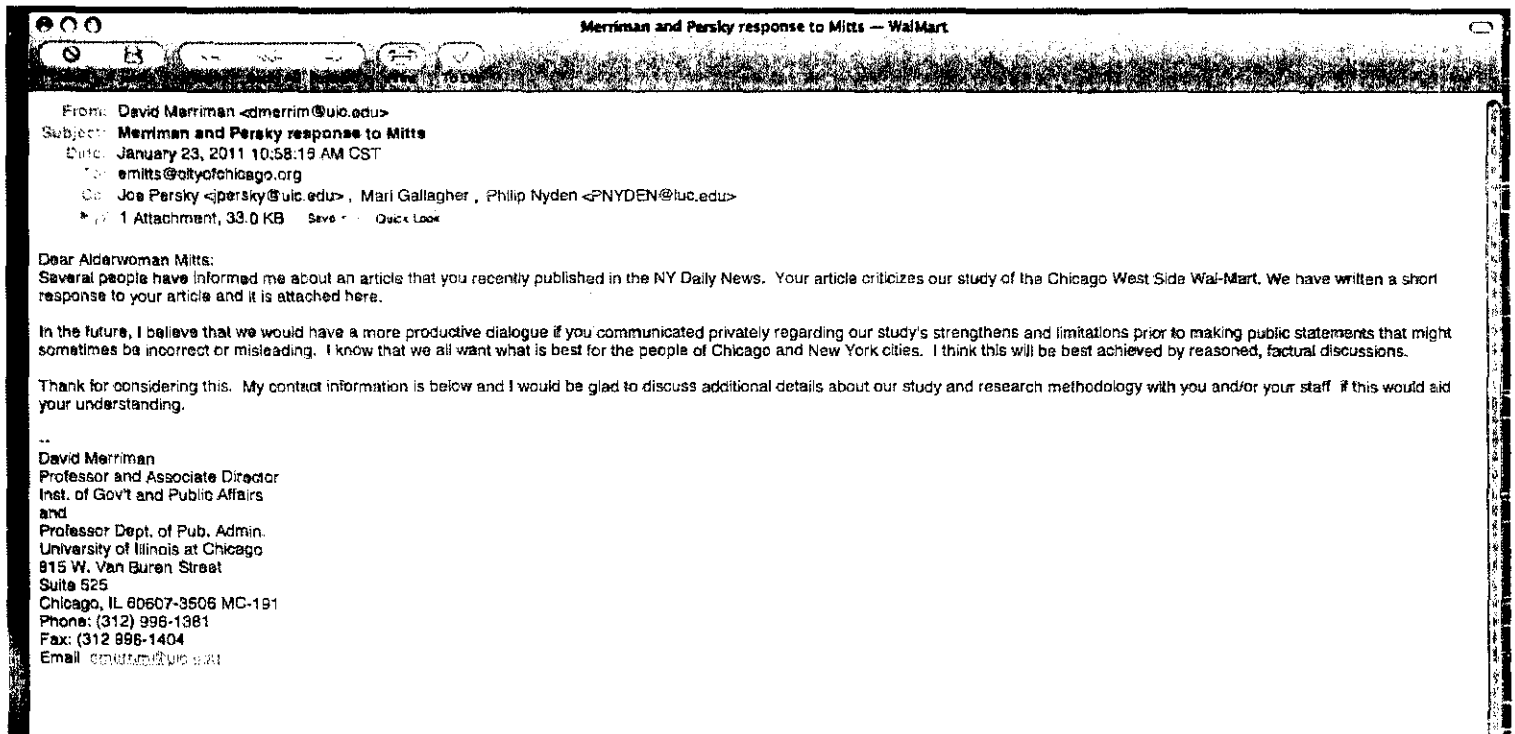 Merriman and Persky response to Mitts — WalMart
From: David Merriman <dmerrim@uic.edu>
Subject: Merriman and Persky response to Mitts
Date: January 23, 2011 10:58:16 AM CST
To: emitts@cityofchicago.org
Cc: Joe Persky <jpersky@uic.edu>, Mari Gallagher , Philip Nyden <PNYDEN@luc.edu>
1 Attachment, 33.0 KB Save Quick Look
Dear Alderwoman Mitts:
Several people have informed me about an article that you recently published in the NY Daily News. Your article criticizes our study of the Chicago West Side Wal-Mart. We have written a short
response to your article and it is attached here.
In the future, I believe that we would have a more productive dialogue if you communicated privately regarding our study's strengthens and limitations prior to making public statements that might
sometimes be incorrect or misleading. I know that we all want what is best for the people of Chicago and New York cities. I think this will be best achieved by reasoned, factual discussions.
Thank for considering this. My contact information is below and I would be glad to discuss additional details about our study and research methodology with you and/or your staff if this would aid
your understanding.
--
David Merriman
Professor and Associate Director
Inst. of Gov't and Public Affairs
and
Professor Dept. of Pub. Admin.
University of Illinois at Chicago
815 W. Van Buren Street
Suite 525
Chicago, IL 60607-3506 MC-191
Phone: (312) 996-1381
Fax: (312 996-1404
Email dmerrim@uic.edu